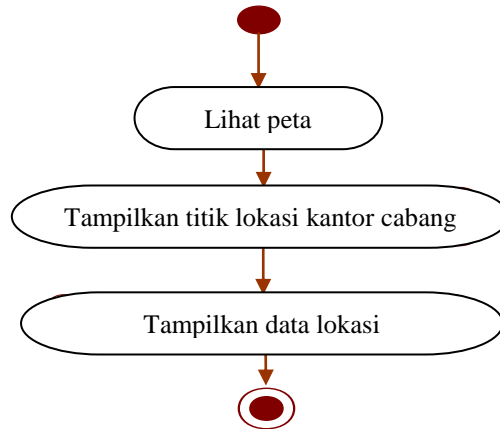 Lihat peta
Tampilkan titik lokasi kantor cabang
Tampilkan data lokasi